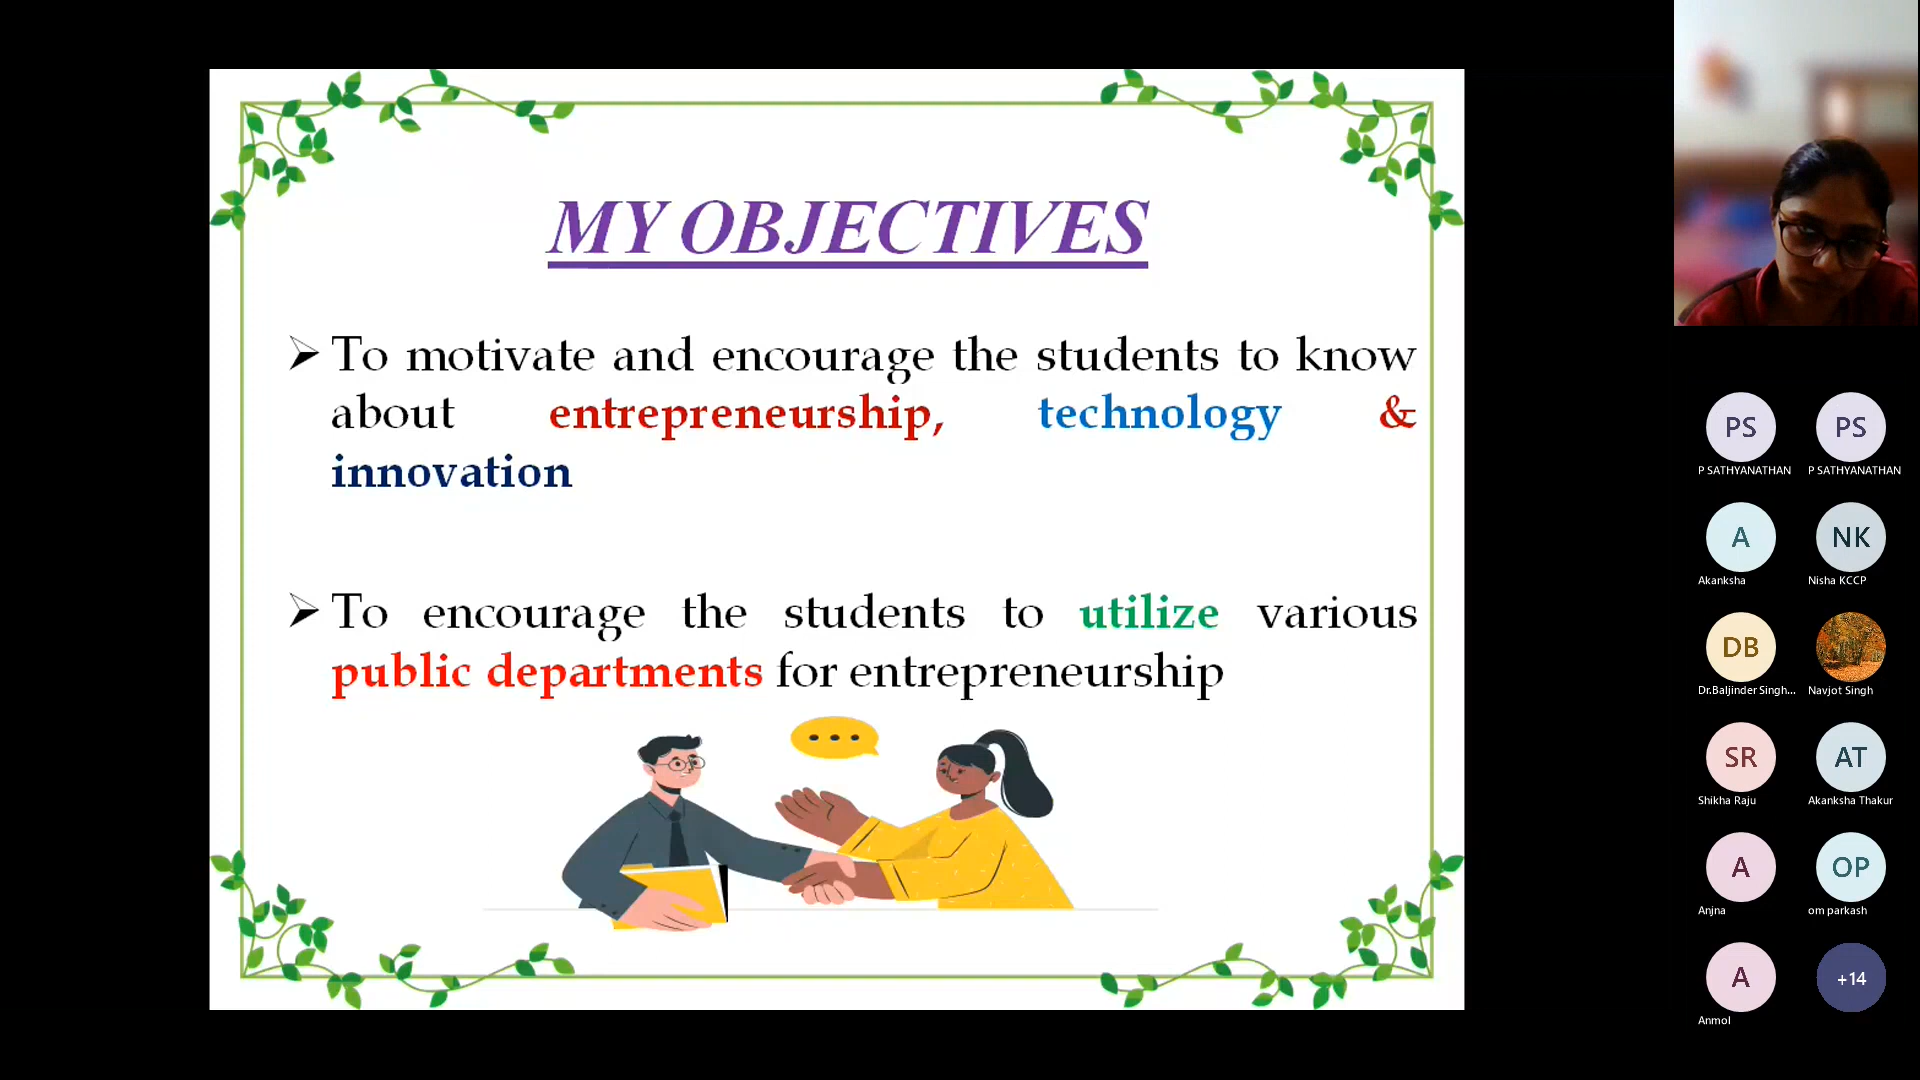 MY OBJECTIVES
➢ To motivate and encourage the students to know
about entrepreneurship, technology &
innovation
➢ To encourage the students to utilize various
public departments for entrepreneurship
PS PS
P SATHYANATHAN P SATHYANATHAN
A NK
Akanksha Nisha KCCP
DB
Dr.Baljinder Singh... Navjot Singh
SR AT
Shikha Raju Akanksha Thakur
A OP
Anjna om parkash
A +14
Anmol